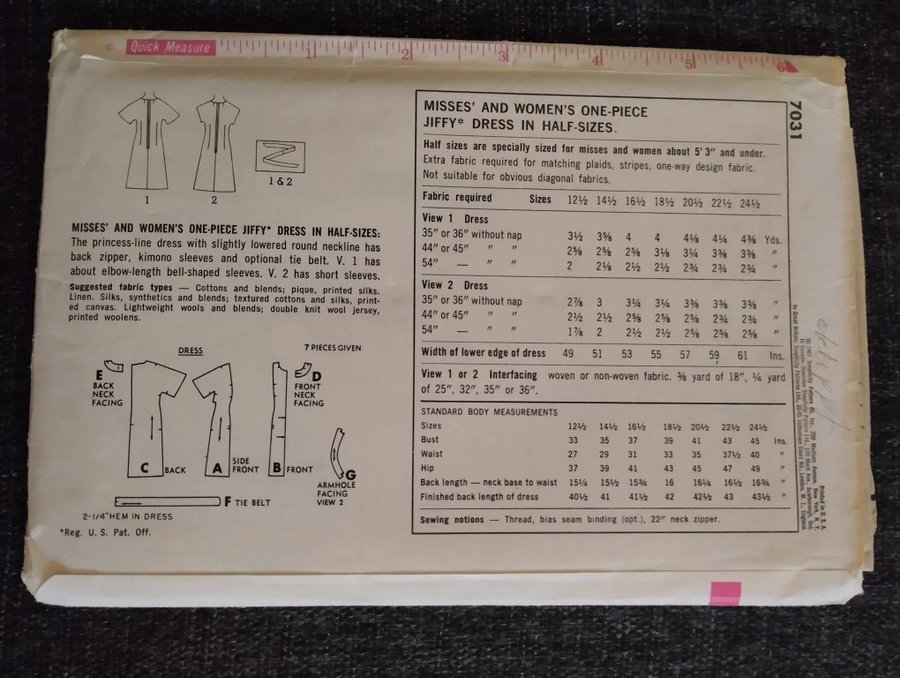 Quick Measure 1 2 3 4 5 6
1 2
1 & 2
MISSES' AND WOMEN'S ONE-PIECE JIFFY* DRESS IN HALF-SIZES:
The princess-line dress with slightly lowered round neckline has
back zipper, kimono sleeves and optional tie belt. V. 1 has
about elbow-length bell-shaped sleeves. V. 2 has short sleeves.
Suggested fabric types — Cottons and blends; pique, printed silks.
Linen. Silks, synthetics and blends; textured cottons and silks, print-
ed canvas. Lightweight wools and blends; double knit wool jersey,
printed woolens.
DRESS 7 PIECES GIVEN
E
BACK
NECK
FACING
D
FRONT
NECK
FACING
C BACK
A SIDE
FRONT
B FRONT
G
ARMHOLE
FACING
VIEW 2
F TIE BELT
2-1/4"HEM IN DRESS
*Reg. U. S. Pat. Off.
7031
MISSES' AND WOMEN'S ONE-PIECE
JIFFY* DRESS IN HALF-SIZES.
Half sizes are specially sized for misses and women about 5' 3" and under.
Extra fabric required for matching plaids, stripes, one-way design fabric.
Not suitable for obvious diagonal fabrics.
Fabric required Sizes 12½ 14½ 16½ 18½ 20½ 22½ 24½
View 1 Dress
35" or 36" without nap 3½ 3⅝ 4 4 4⅛ 4¼ 4⅜ Yds.
44" or 45" " " 2⅝ 2⅝ 2⅝ 3⅛ 3¼ 3⅜ 3⅜ "
54" — " " 2 2⅛ 2½ 2½ 2¾ 2¾ 2¾ "
View 2 Dress
35" or 36" without nap 2⅞ 3 3¼ 3¼ 3⅜ 3⅜ 3⅜ "
44" or 45" " " 2½ 2½ 2⅝ 2⅝ 2⅝ 2¾ 2¾ "
54" — " " 1⅞ 2 2½ 2½ 2⅝ 2⅝ 2⅝ "
Width of lower edge of dress 49 51 53 55 57 59 61 Ins.
View 1 or 2 Interfacing woven or non-woven fabric. ⅜ yard of 18", ¼ yard
of 25", 32", 35" or 36".
STANDARD BODY MEASUREMENTS
Sizes 12½ 14½ 16½ 18½ 20½ 22½ 24½
Bust 33 35 37 39 41 43 45 Ins.
Waist 27 29 31 33 35 37½ 40 "
Hip 37 39 41 43 45 47 49 "
Back length — neck base to waist 15¼ 15½ 15¾ 16 16¼ 16½ 16¾ "
Finished back length of dress 40½ 41 41½ 42 42½ 43 43½ "
Sewing notions — Thread, bias seam binding (opt.), 22" neck zipper.
Printed in U. S. A.
© 1967 Simplicity Pattern Co. Inc., 200 Madison Avenue, New York, N. Y.